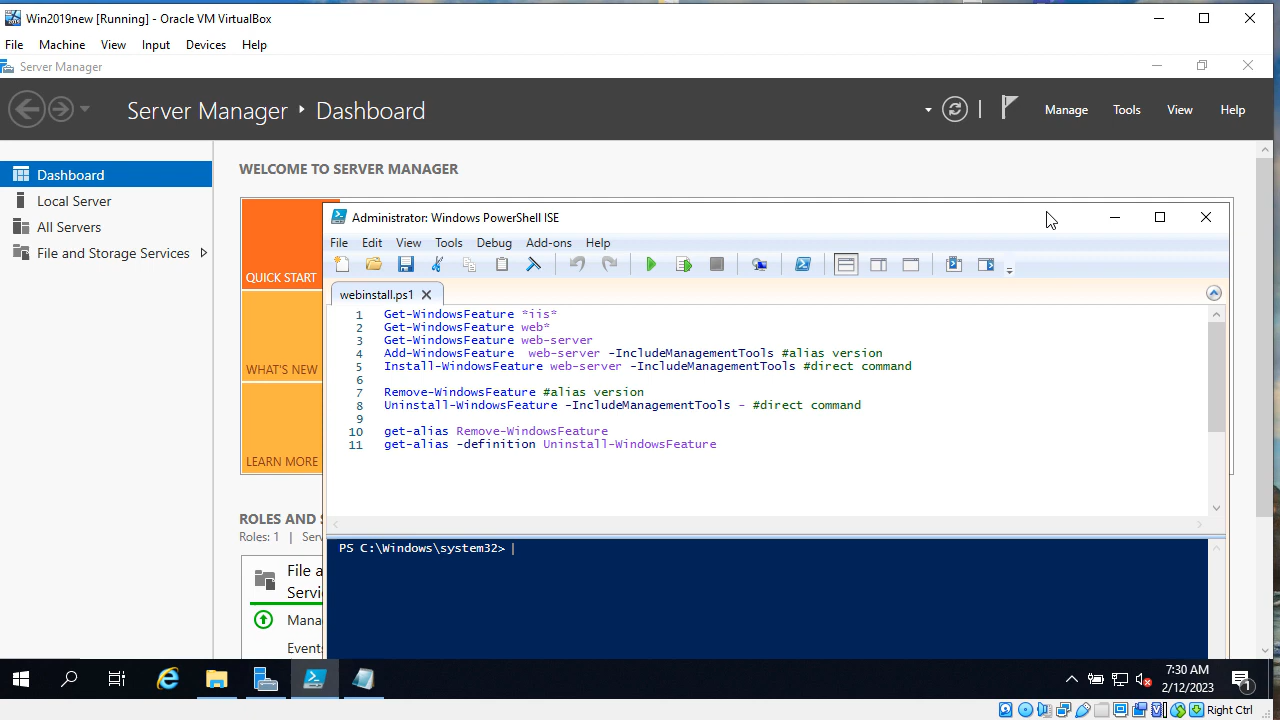 Win2019new [Running] - Oracle VM VirtualBox
File Machine View Input Devices Help
Server Manager
Server Manager ‣ Dashboard
Manage Tools View Help
Dashboard
Local Server
All Servers
File and Storage Services
WELCOME TO SERVER MANAGER
QUICK START
WHAT'S NEW
LEARN MORE
ROLES AND S
Roles: 1 | Serv
File a
Servi
Mana
Events
Administrator: Windows PowerShell ISE
File Edit View Tools Debug Add-ons Help
webinstall.ps1
1 Get-WindowsFeature *iis*
2 Get-WindowsFeature web*
3 Get-WindowsFeature web-server
4 Add-WindowsFeature  web-server -IncludeManagementTools #alias version
5 Install-WindowsFeature web-server -IncludeManagementTools #direct command
6
7 Remove-WindowsFeature #alias version
8 Uninstall-WindowsFeature -IncludeManagementTools - #direct command
9
10 get-alias Remove-WindowsFeature
11 get-alias -definition Uninstall-WindowsFeature
PS C:\Windows\system32>
7:30 AM
2/12/2023
1
Right Ctrl